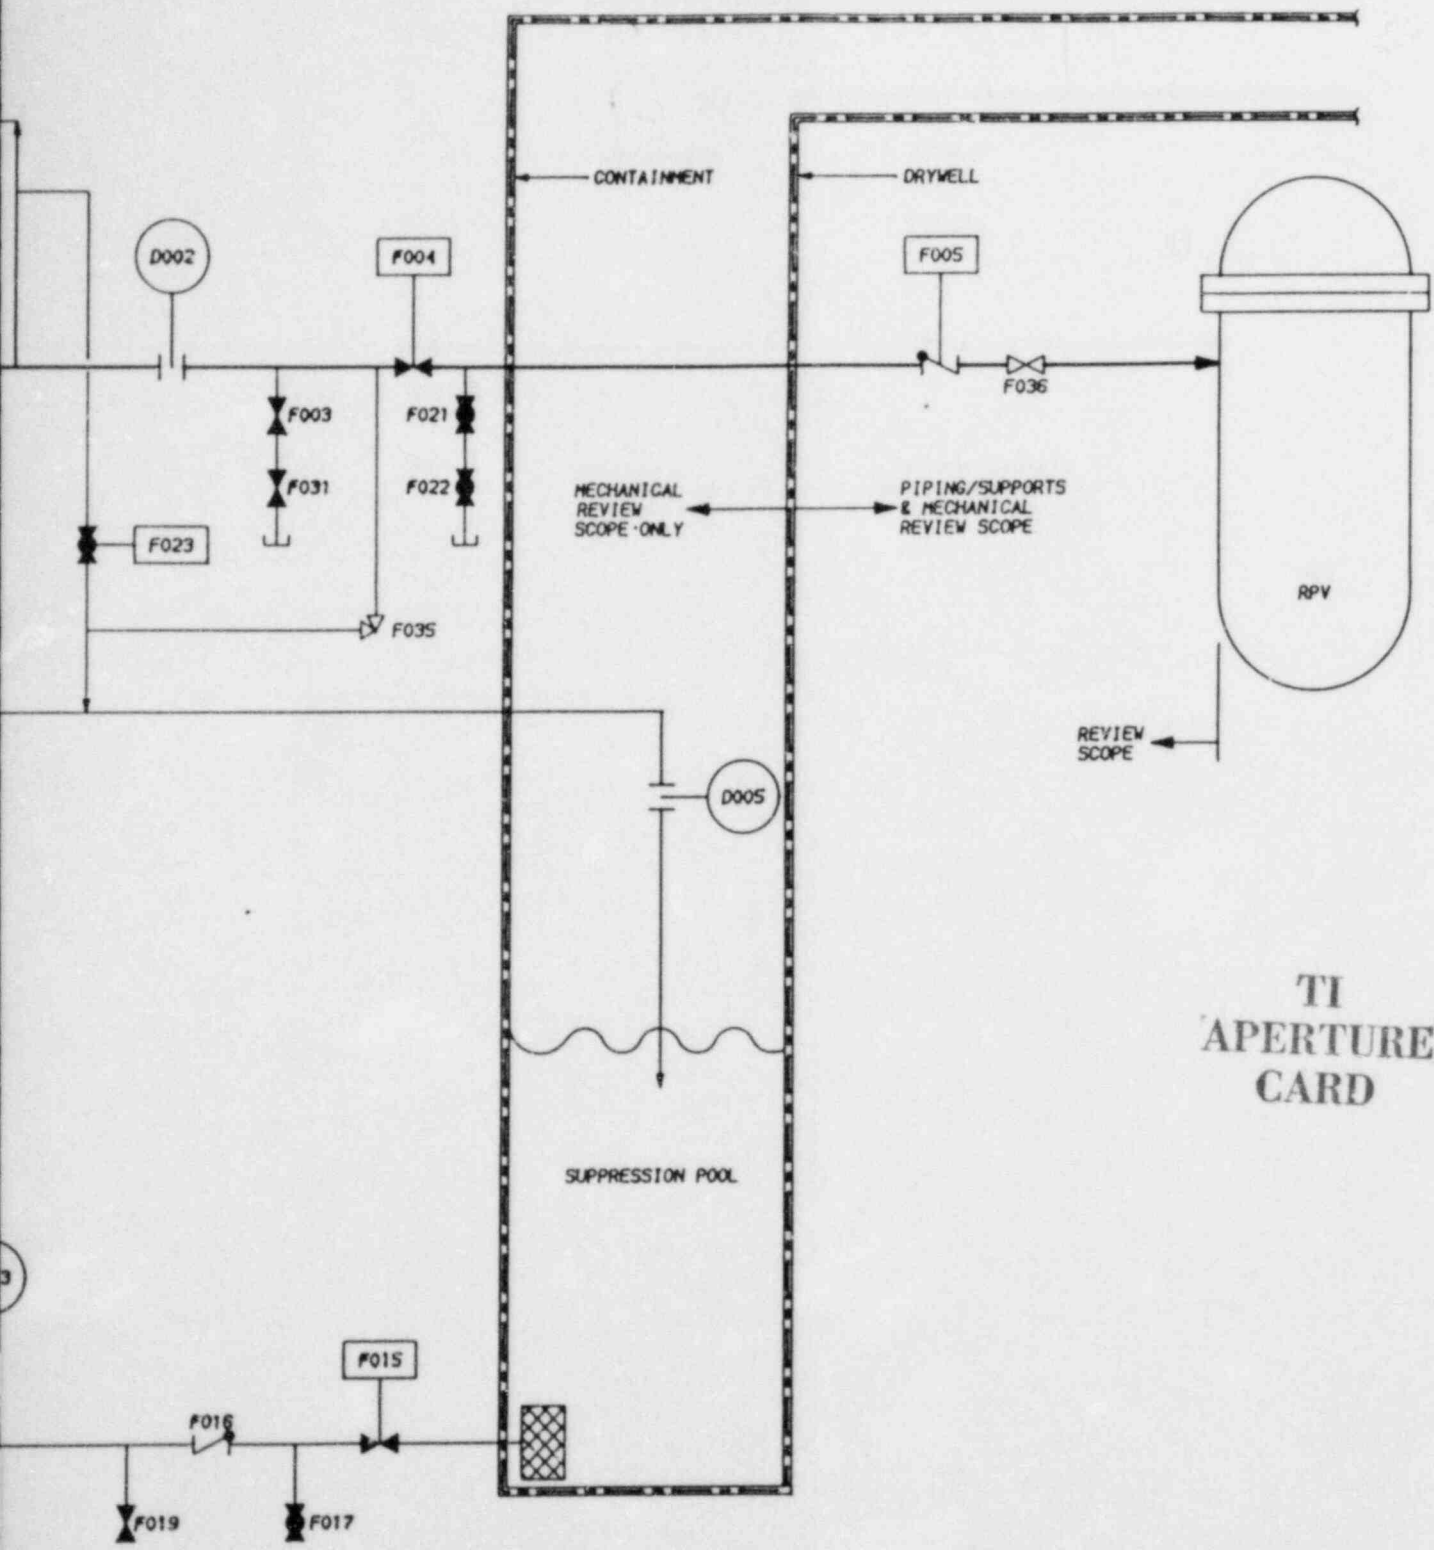 CONTAINMENT
DRYWELL
D002
F004
F005
F036
F003
F021
F031
F022
MECHANICAL
REVIEW
SCOPE·ONLY
PIPING/SUPPORTS
& MECHANICAL
REVIEW SCOPE
F023
RPV
F035
REVIEW
SCOPE
D005
TI
APERTURE
CARD
SUPPRESSION POOL
3
F015
F016
F019
F017